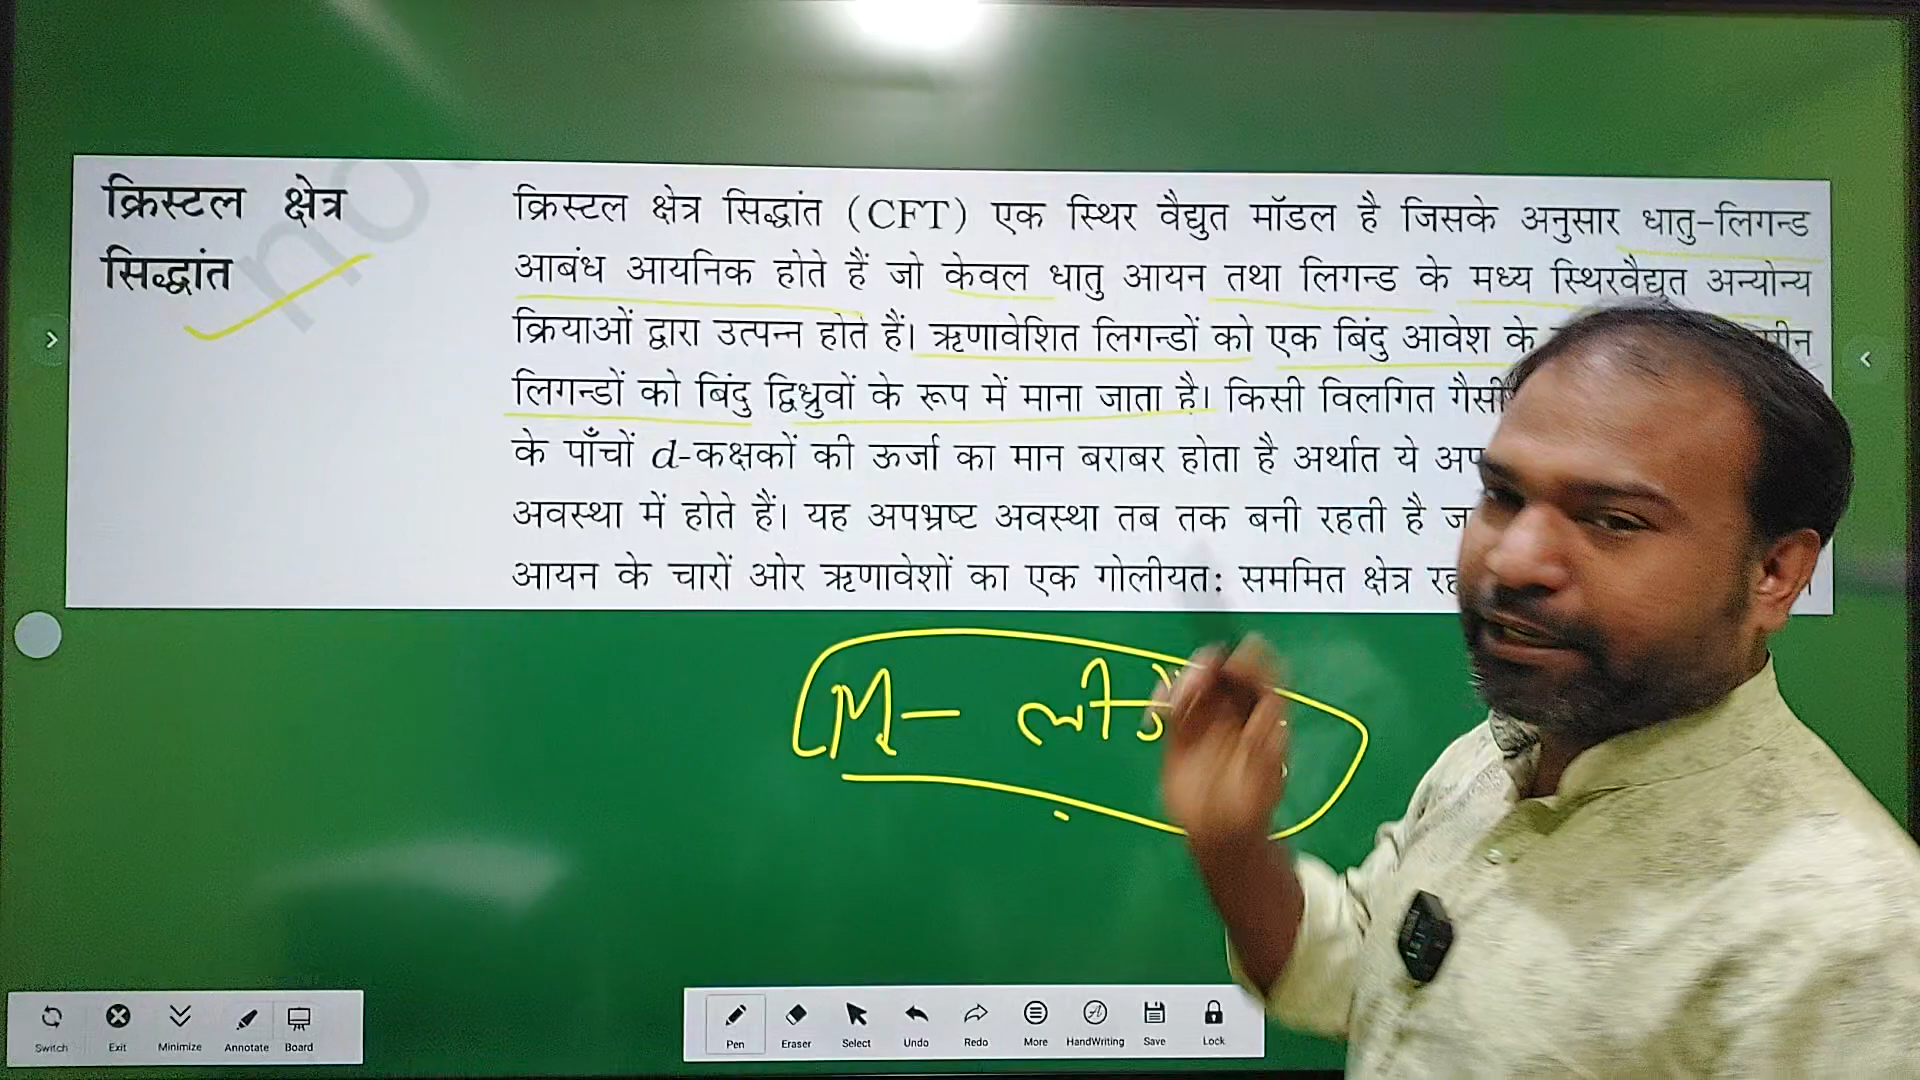 क्रिस्टल क्षेत्र
सिद्धांत
क्रिस्टल क्षेत्र सिद्धांत (CFT) एक स्थिर वैद्युत मॉडल है जिसके अनुसार धातु-लिगन्ड
आबंध आयनिक होते हैं जो केवल धातु आयन तथा लिगन्ड के मध्य स्थिरवैद्युत अन्योन्य
क्रियाओं द्वारा उत्पन्न होते हैं। ऋणावेशित लिगन्डों को एक बिंदु आवेश के
लिगन्डों को बिंदु द्विध्रुवों के रूप में माना जाता है। किसी विलगित गैसी
के पाँचों d-कक्षकों की ऊर्जा का मान बराबर होता है अर्थात ये अप
अवस्था में होते हैं। यह अपभ्रष्ट अवस्था तब तक बनी रहती है ज
आयन के चारों ओर ऋणावेशों का एक गोलीयत: सममित क्षेत्र रह
M –
Switch Exit Minimize Annotate Board
Pen Eraser Select Undo Redo More HandWriting Save Lock